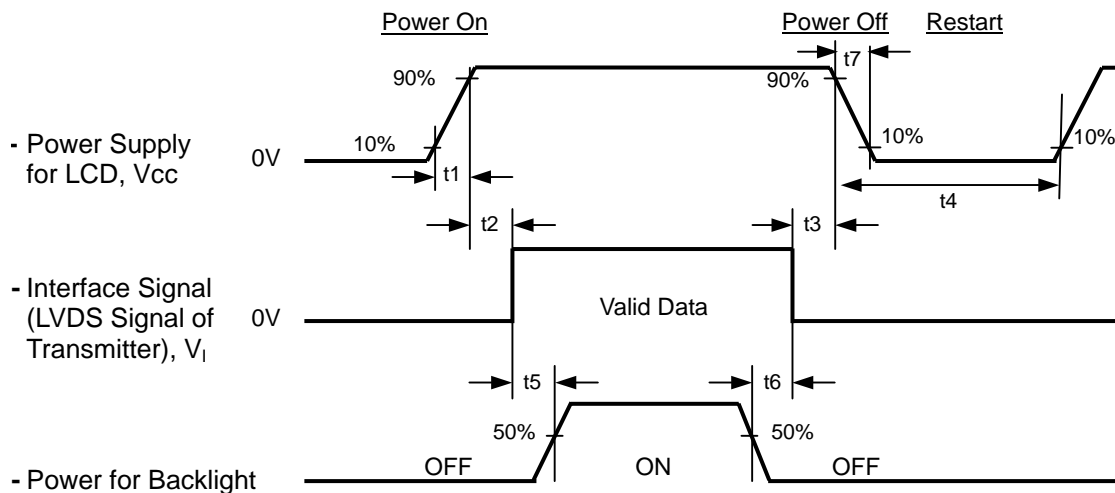 Power On
Power Off
Restart
t7
90%
90%
- Power Supply
for LCD, Vcc
0V
10%
10%
10%
t1
t4
t2
t3
- Interface Signal
(LVDS Signal of
Transmitter), VI
0V
Valid Data
t5
t6
50%
50%
- Power for Backlight
OFF
ON
OFF